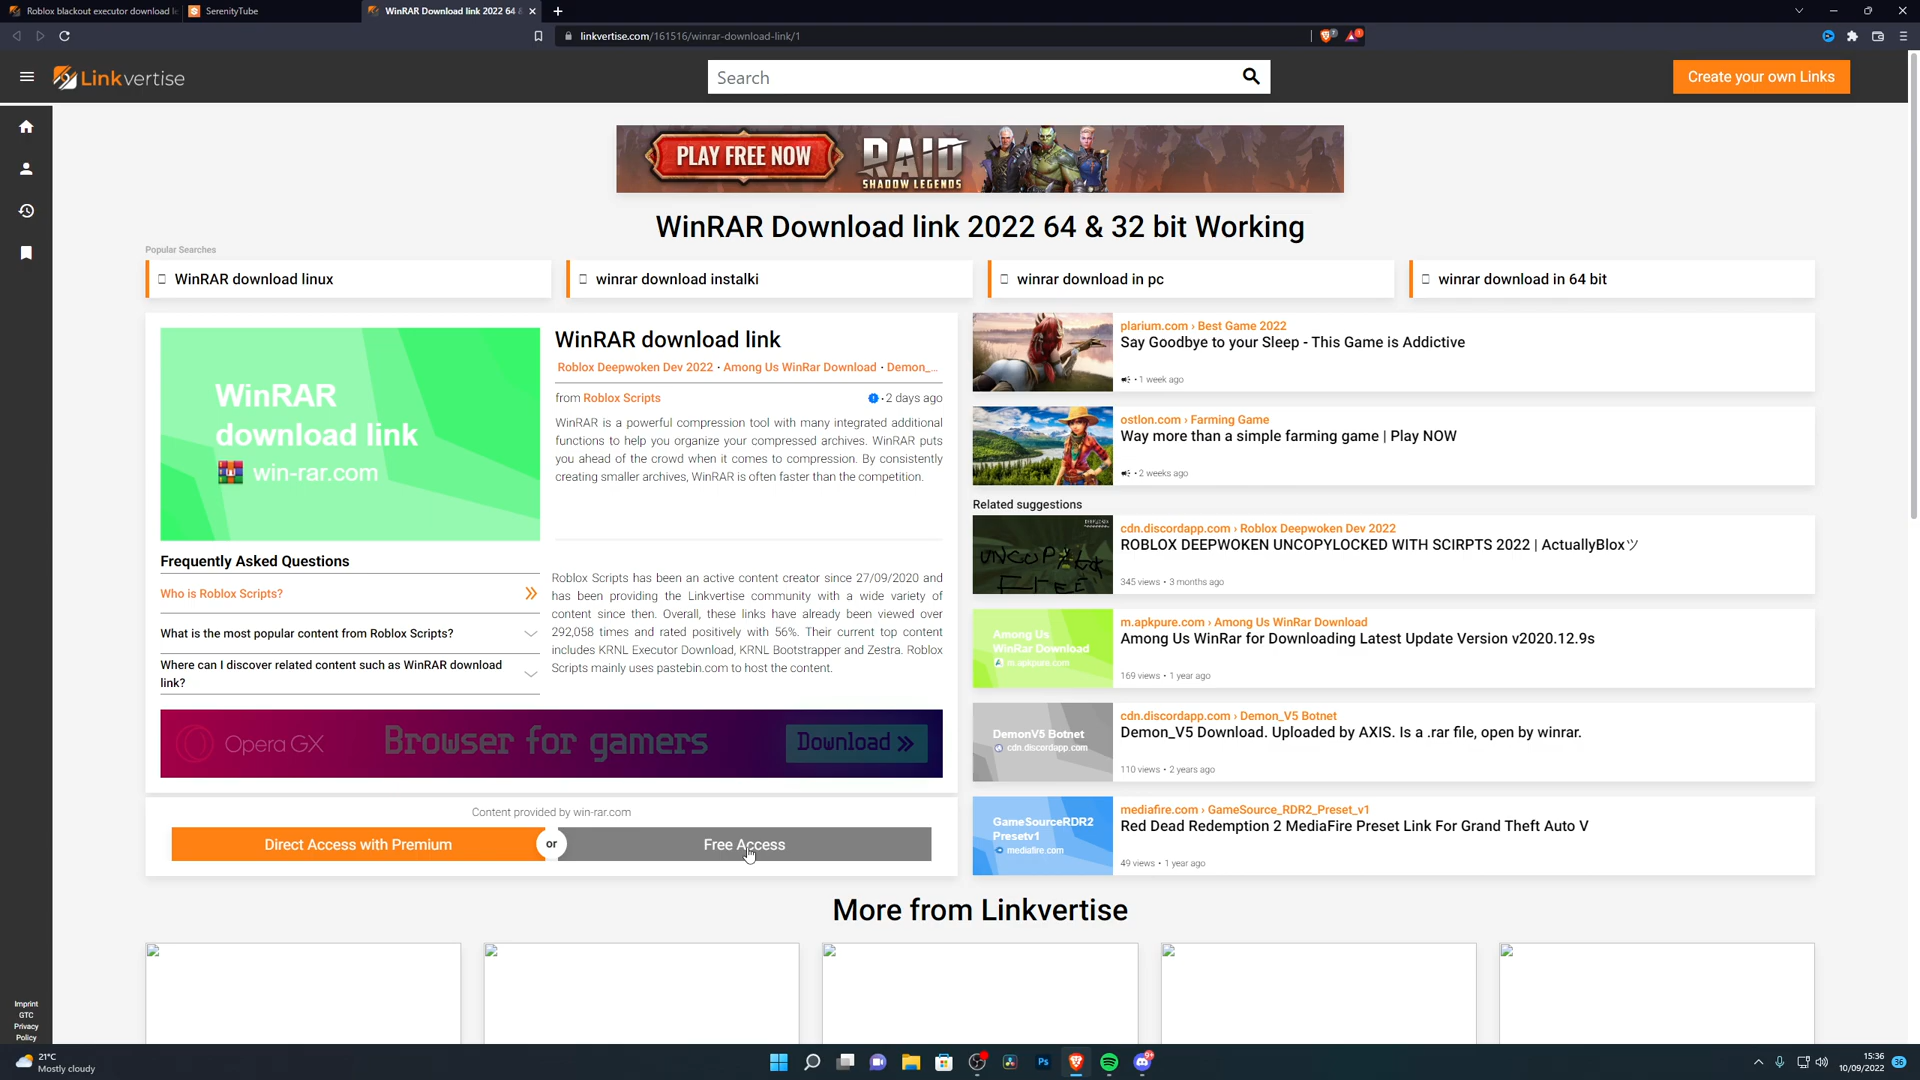 Roblox blackout executor download l
SerenityTube
WinRAR Download link 2022 64 &
linkvertise.com/161516/winrar-download-link/1
Linkvertise
Search
Create your own Links
PLAY FREE NOW
RAID
SHADOW LEGENDS
WinRAR Download link 2022 64 & 32 bit Working
Popular Searches
WinRAR download linux
winrar download instalki
winrar download in pc
winrar download in 64 bit
WinRAR
download link
win-rar.com
WinRAR download link
Roblox Deepwoken Dev 2022 · Among Us WinRar Download · Demon_...
from Roblox Scripts
· 2 days ago
WinRAR is a powerful compression tool with many integrated additional
functions to help you organize your compressed archives. WinRAR puts
you ahead of the crowd when it comes to compression. By consistently
creating smaller archives, WinRAR is often faster than the competition.
Frequently Asked Questions
Who is Roblox Scripts?
What is the most popular content from Roblox Scripts?
Where can I discover related content such as WinRAR download
link?
Roblox Scripts has been an active content creator since 27/09/2020 and
has been providing the Linkvertise community with a wide variety of
content since then. Overall, these links have already been viewed over
292,058 times and rated positively with 56%. Their current top content
includes KRNL Executor Download, KRNL Bootstrapper and Zestra. Roblox
Scripts mainly uses pastebin.com to host the content.
Opera GX
Browser for gamers
Download »
Content provided by win-rar.com
Direct Access with Premium
or
Free Access
plarium.com › Best Game 2022
Say Goodbye to your Sleep - This Game is Addictive
• 1 week ago
ostlon.com › Farming Game
Way more than a simple farming game | Play NOW
• 2 weeks ago
Related suggestions
UNCOPYLOCKED
FREE
cdn.discordapp.com › Roblox Deepwoken Dev 2022
ROBLOX DEEPWOKEN UNCOPYLOCKED WITH SCIRPTS 2022 | ActuallyBloxツ
345 views • 3 months ago
Among Us
WinRar Download
m.apkpure.com
m.apkpure.com › Among Us WinRar Download
Among Us WinRar for Downloading Latest Update Version v2020.12.9s
169 views • 1 year ago
DemonV5 Botnet
cdn.discordapp.com
cdn.discordapp.com › Demon_V5 Botnet
Demon_V5 Download. Uploaded by AXIS. Is a .rar file, open by winrar.
110 views • 2 years ago
GameSourceRDR2
Presetv1
mediafire.com
mediafire.com › GameSource_RDR2_Preset_v1
Red Dead Redemption 2 MediaFire Preset Link For Grand Theft Auto V
49 views • 1 year ago
More from Linkvertise
Imprint
GTC
Privacy
Policy
21°C
Mostly cloudy
Ps
15:36
10/09/2022
36